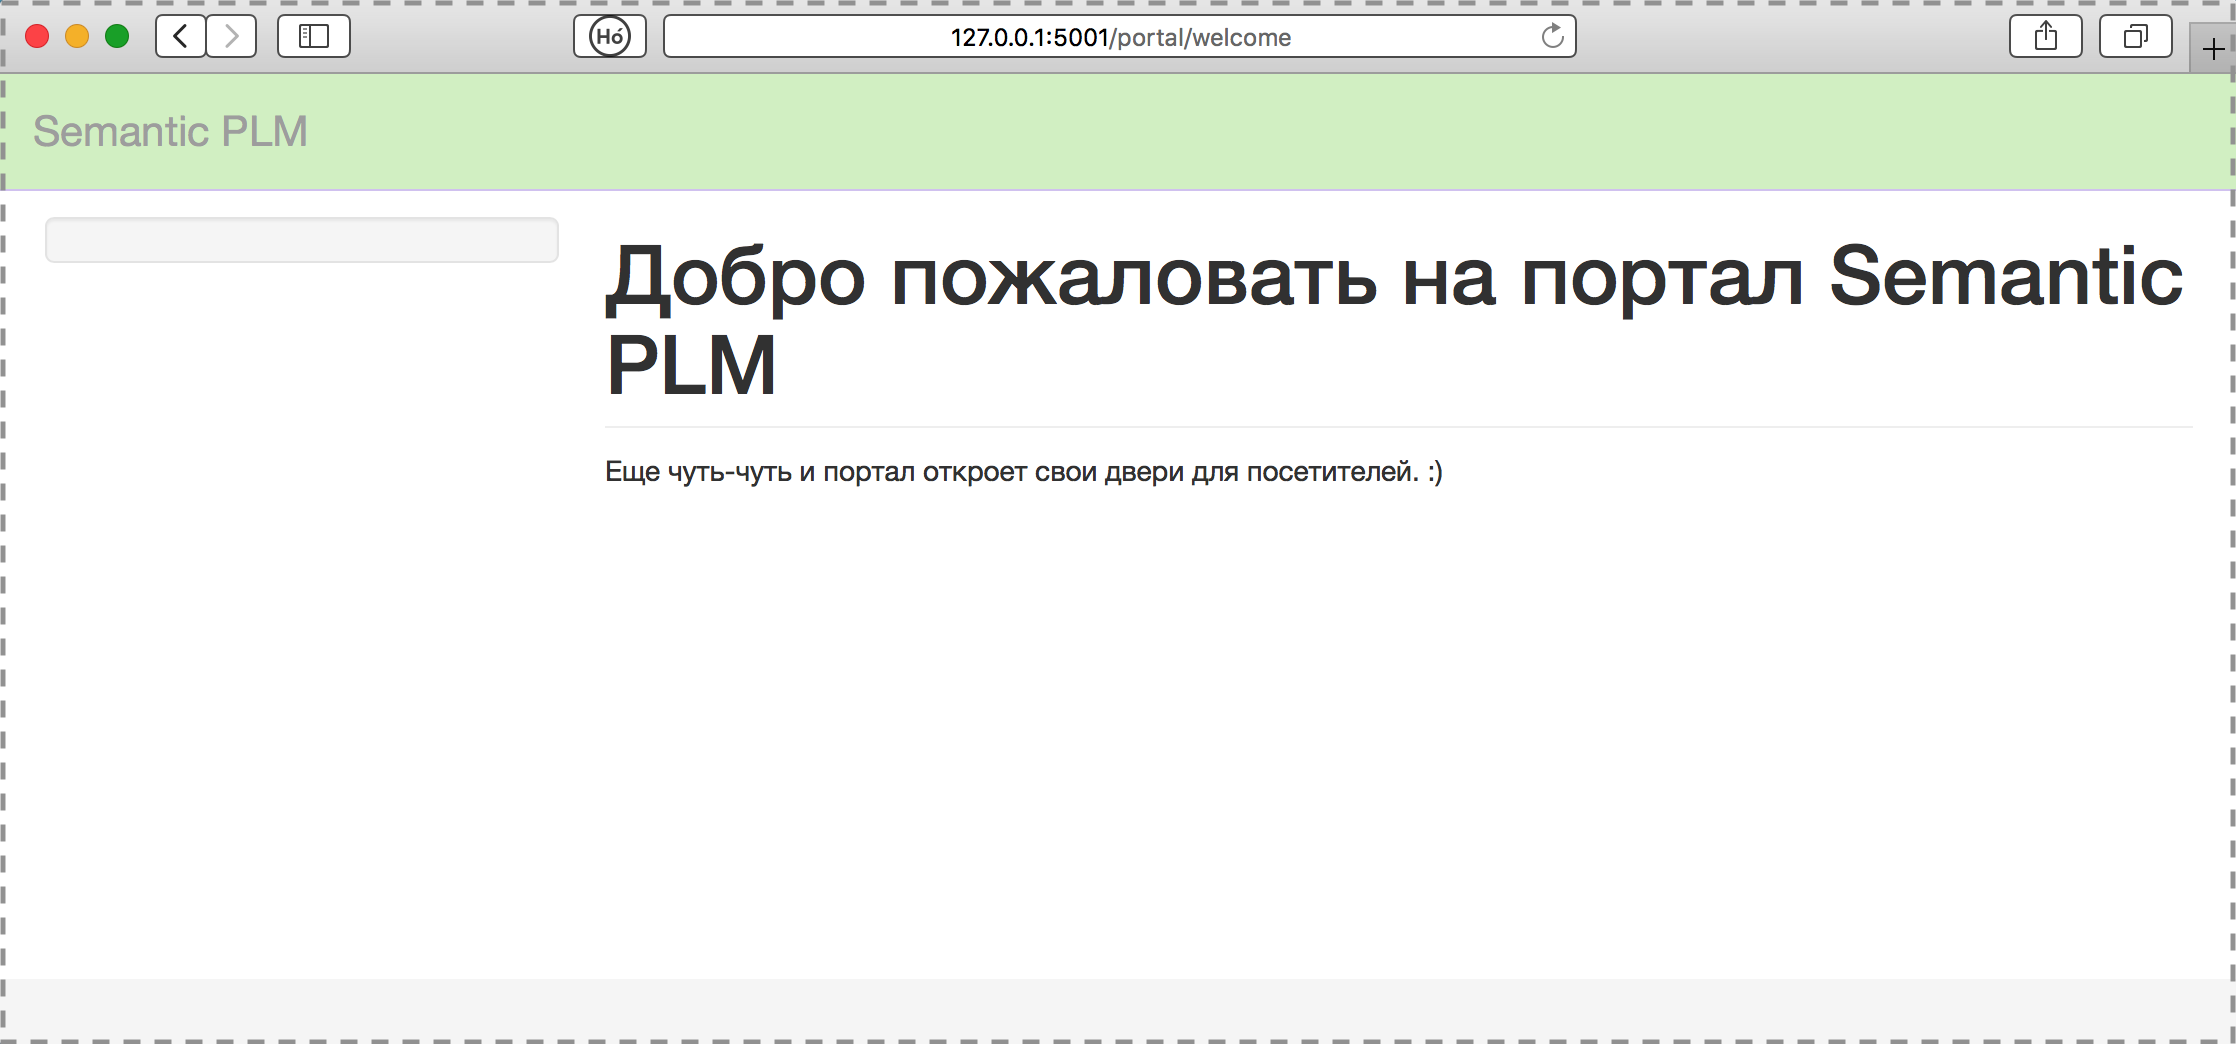 Hó
127.0.0.1:5001/portal/welcome
Semantic PLM
Добро пожаловать на портал Semantic
PLM
Еще чуть-чуть и портал откроет свои двери для посетителей. :)